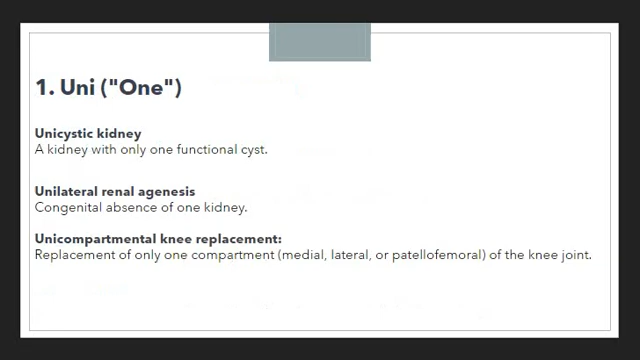 1. Uni ("One")
Unicystic kidney
A kidney with only one functional cyst.
Unilateral renal agenesis
Congenital absence of one kidney.
Unicompartmental knee replacement:
Replacement of only one compartment (medial, lateral, or patellofemoral) of the knee joint.